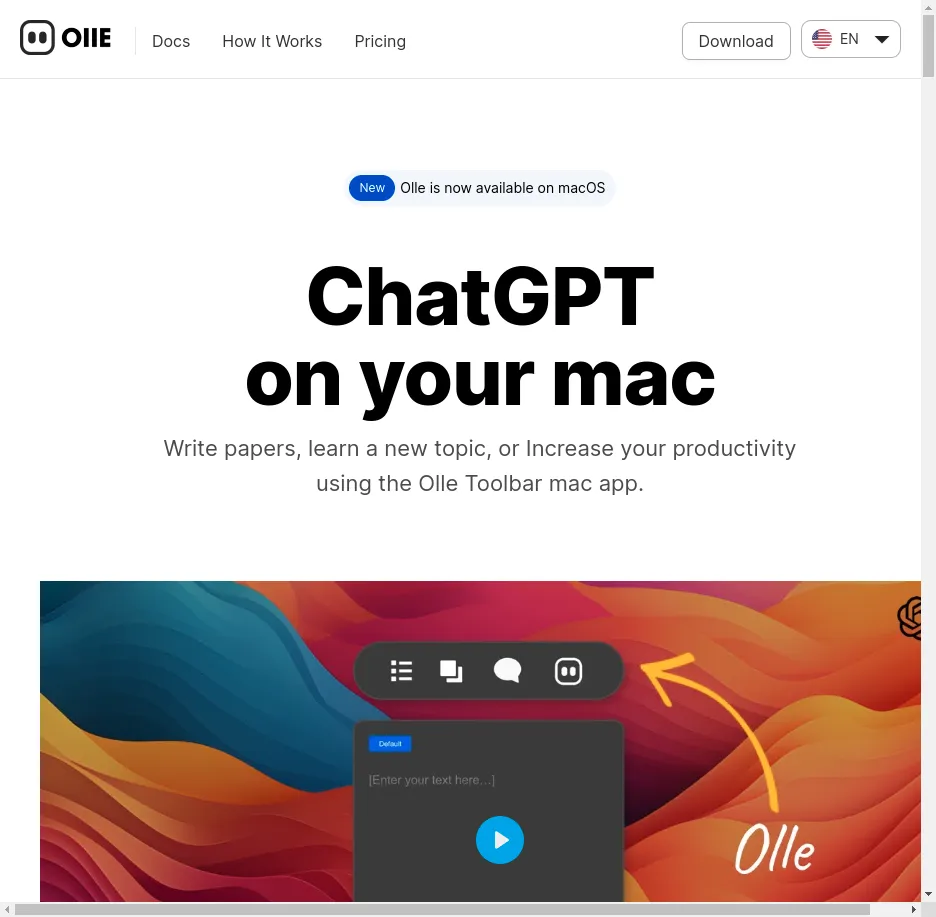 OllE
Docs
How It Works
Pricing
Download
EN
New
Olle is now available on macOS
ChatGPT
on your mac
Write papers, learn a new topic, or Increase your productivity
using the Olle Toolbar mac app.
Default
[Enter your text here...]
Olle